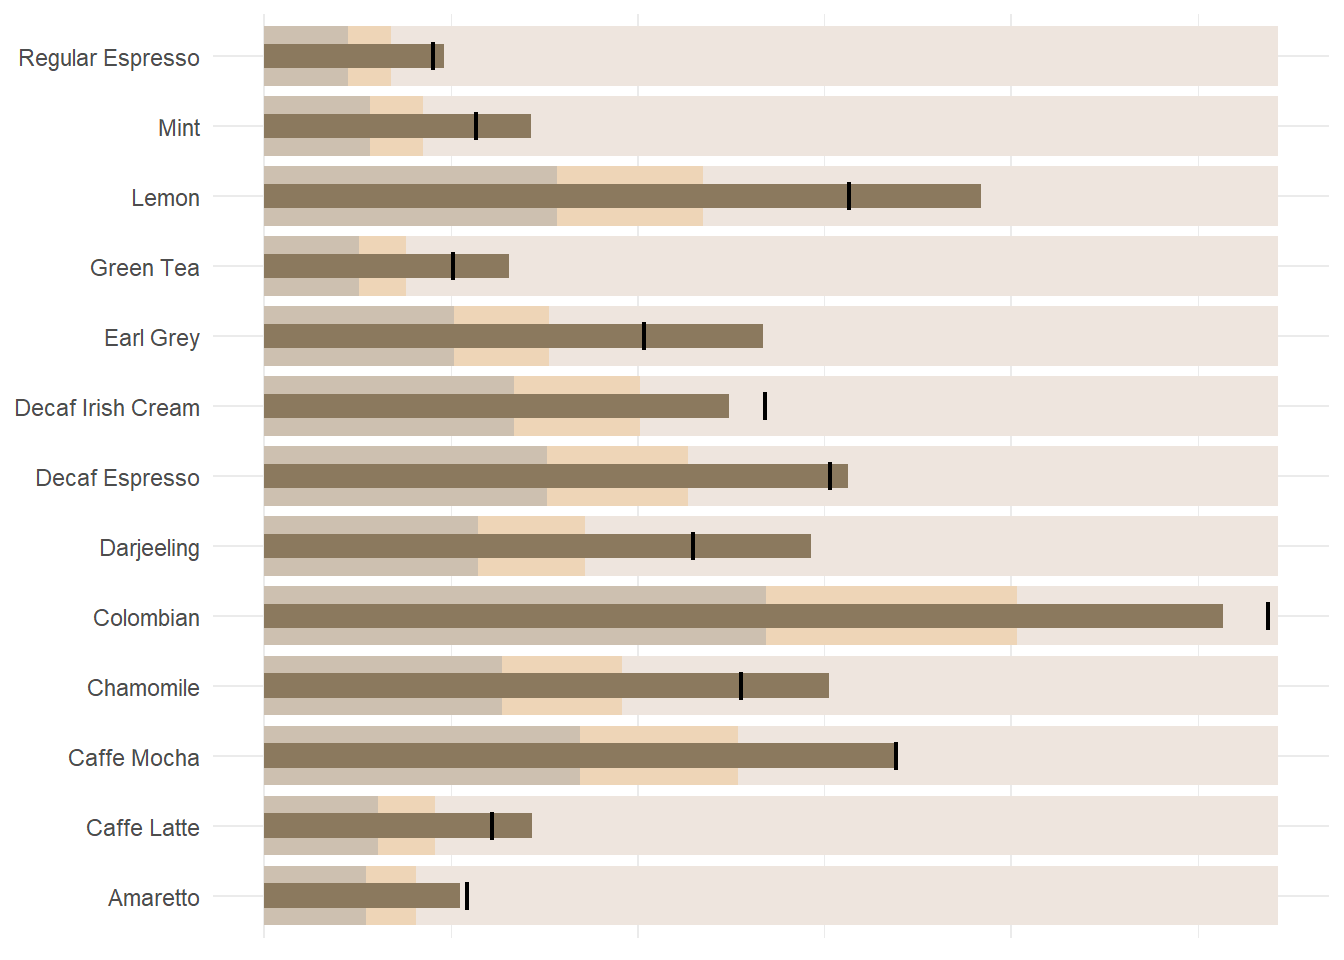 Regular Espresso
Mint
Lemon
Green Tea
Earl Grey
Decaf Irish Cream
Decaf Espresso
Darjeeling
Colombian
Chamomile
Caffe Mocha
Caffe Latte
Amaretto